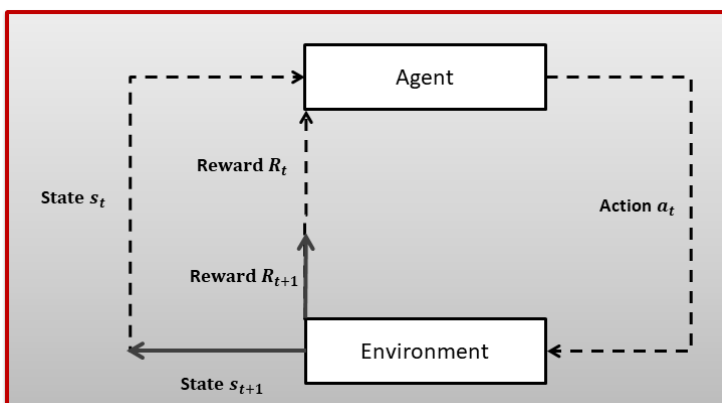 Agent
Reward R_t
State s_t
Action a_t
Reward R_{t+1}
Environment
State s_{t+1}